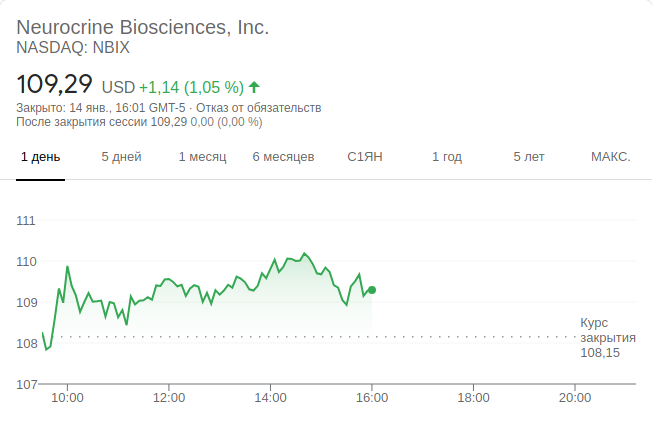 Neurocrine Biosciences, Inc.
NASDAQ: NBIX
109,29 USD +1,14 (1,05 %)
Закрыто: 14 янв., 16:01 GMT-5 · Отказ от обязательств
После закрытия сессии 109,29 0,00 (0,00 %)
1 день 5 дней 1 месяц 6 месяцев С1ЯН 1 год 5 лет МАКС.
111
110
109
108
107
Курс
закрытия
108,15
10:00 12:00 14:00 16:00 18:00 20:00